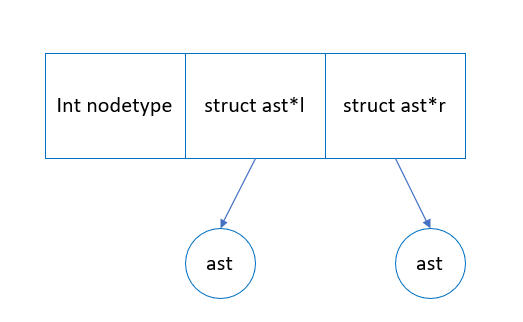 Int nodetype
struct ast*l
struct ast*r
ast
ast